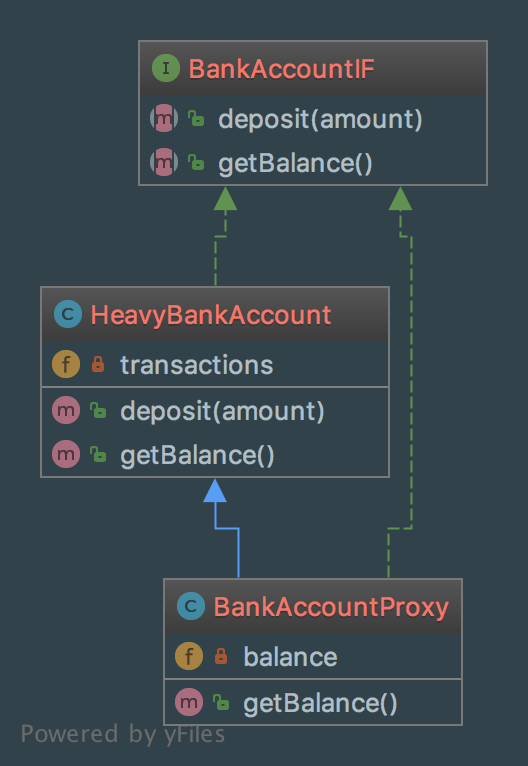 I BankAccountIF
m deposit(amount)
m getBalance()
C HeavyBankAccount
f transactions
m deposit(amount)
m getBalance()
C BankAccountProxy
f balance
m getBalance()
Powered by yFiles